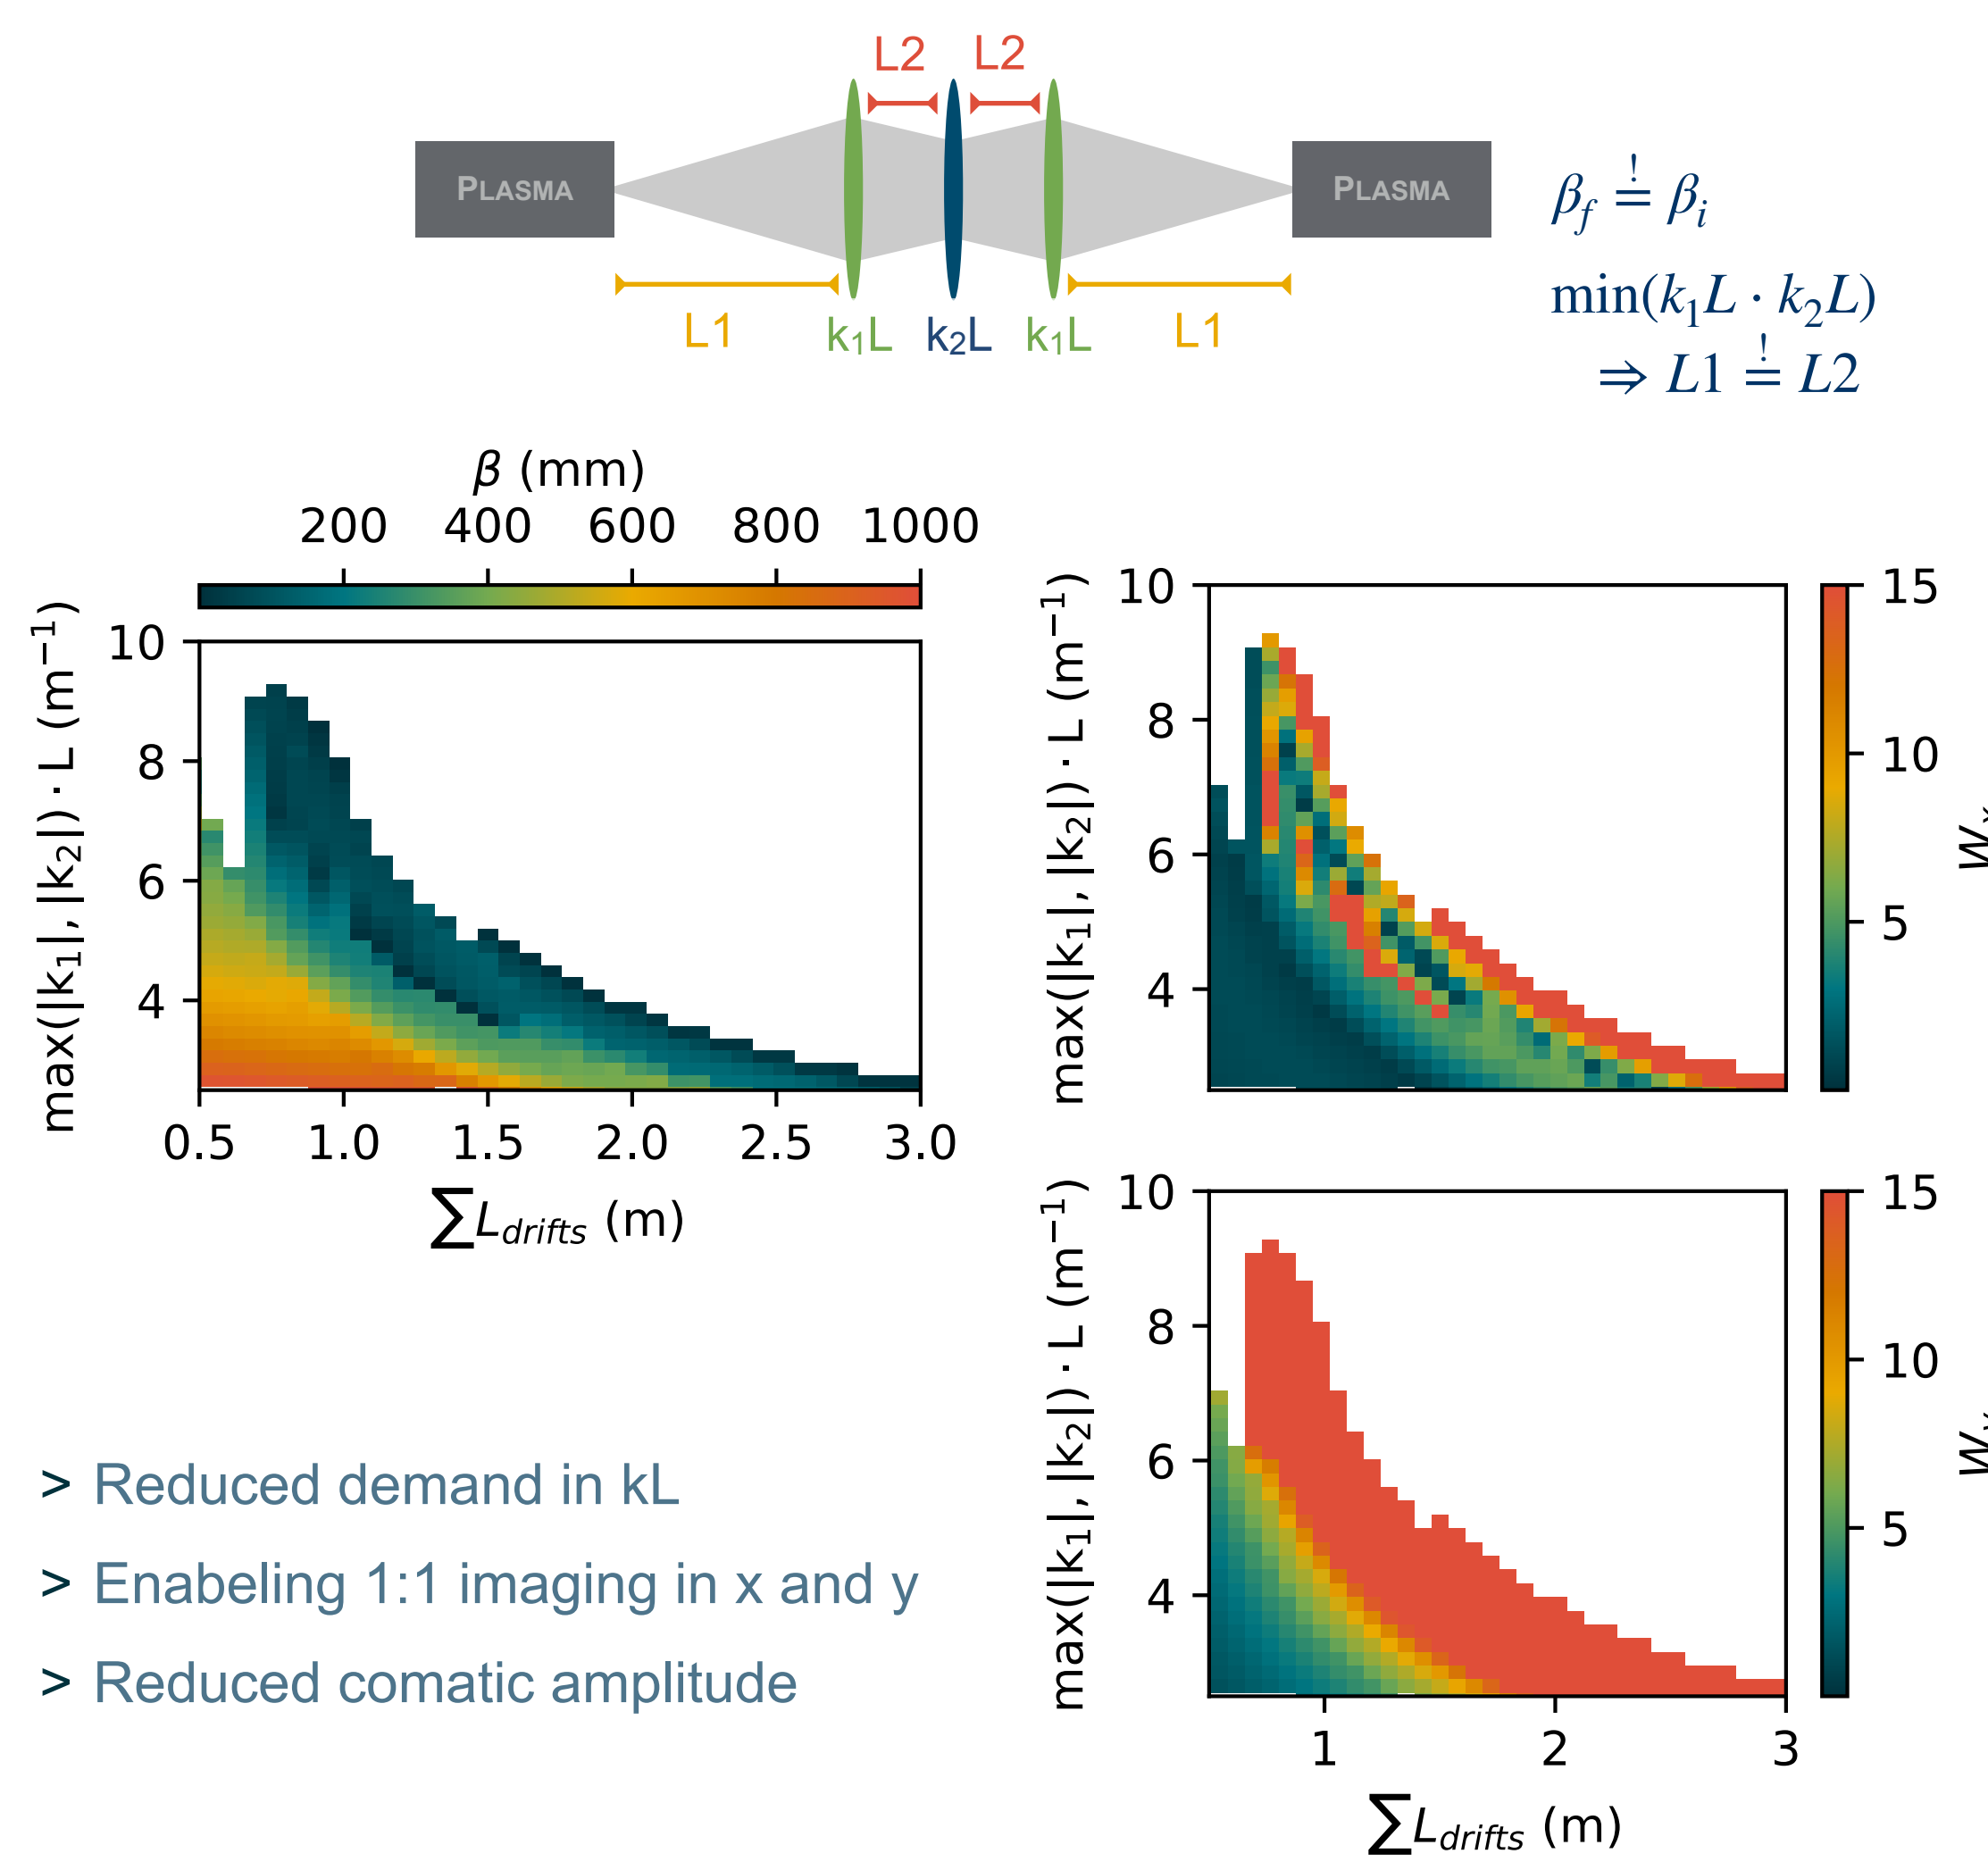 L2 L2
PLASMA PLASMA
L1 k₁L k₂L k₁L L1
β_f =! β_i
min(k₁L · k₂L)
⇒ L1 =! L2
β (mm)
200 400 600 800 1000
max(|k₁|, |k₂|) · L (m⁻¹)
10
8
6
4
0.5 1.0 1.5 2.0 2.5 3.0
∑L_drifts (m)
max(|k₁|, |k₂|) · L (m⁻¹)
10
8
6
4
15
10
5
max(|k₁|, |k₂|) · L (m⁻¹)
10
8
6
4
15
10
5
1 2 3
∑L_drifts (m)
> Reduced demand in kL
> Enabeling 1:1 imaging in x and y
> Reduced comatic amplitude